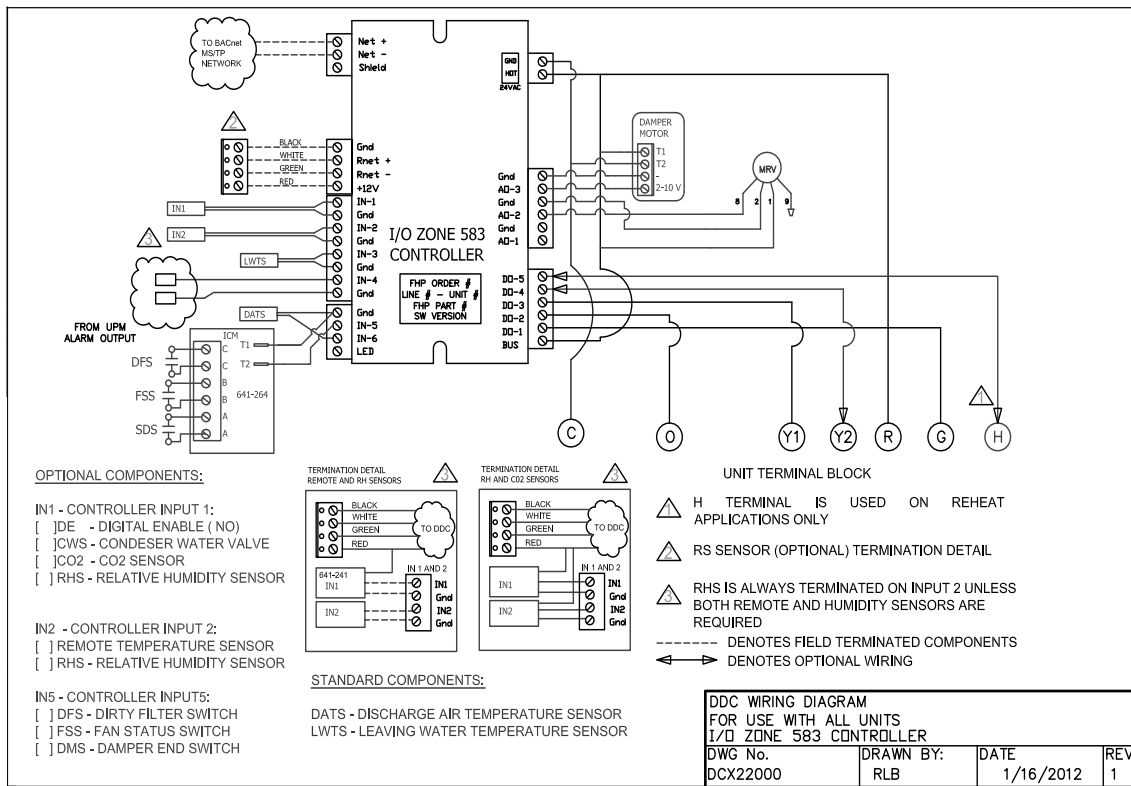 TO BACnet
MS/TP
NETWORK
Net +
Net -
Shield
GND
HOT
24VAC
2
BLACK
WHITE
GREEN
RED
Gnd
Rnet +
Rnet -
+12V
IN1
IN2
LWTS
DATS
IN-1
Gnd
IN-2
Gnd
IN-3
Gnd
IN-4
Gnd
Gnd
IN-5
IN-6
LED
3
FROM UPM
ALARM OUTPUT
I/O ZONE 583
CONTROLLER
FHP ORDER #
LINE # - UNIT #
FHP PART #
SW VERSION
DAMPER
MOTOR
T1
T2
-
2-10 V
MRV
8
2
1
9
Gnd
AO-3
Gnd
AO-2
Gnd
AO-1
DO-5
DO-4
DO-3
DO-2
DO-1
BUS
ICM
T1
T2
641-264
C
C
B
B
A
A
DFS
FSS
SDS
1
C
O
Y1
Y2
R
G
H
UNIT TERMINAL BLOCK
OPTIONAL COMPONENTS:
IN1 - CONTROLLER INPUT 1:
[ ]DE - DIGITAL ENABLE ( NO)
[ ]CWS - CONDESER WATER VALVE
[ ]CO2 - CO2 SENSOR
[ ] RHS - RELATIVE HUMIDITY SENSOR
IN2 - CONTROLLER INPUT 2:
[ ] REMOTE TEMPERATURE SENSOR
[ ] RHS - RELATIVE HUMIDITY SENSOR
IN5 - CONTROLLER INPUT5:
[ ] DFS - DIRTY FILTER SWITCH
[ ] FSS - FAN STATUS SWITCH
[ ] DMS - DAMPER END SWITCH
TERMINATION DETAIL
REMOTE AND RH SENSORS
3
BLACK
WHITE
GREEN
RED
TO DDC
641-241
IN1
IN2
IN 1 AND 2
IN1
Gnd
IN2
Gnd
TERMINATION DETAIL
RH AND CO2 SENSORS
3
BLACK
WHITE
GREEN
RED
TO DDC
IN1
IN2
IN 1 AND 2
IN1
Gnd
IN2
Gnd
STANDARD COMPONENTS:
DATS - DISCHARGE AIR TEMPERATURE SENSOR
LWTS - LEAVING WATER TEMPERATURE SENSOR
1
H TERMINAL IS USED ON REHEAT
APPLICATIONS ONLY
2
RS SENSOR (OPTIONAL) TERMINATION DETAIL
3
RHS IS ALWAYS TERMINATED ON INPUT 2 UNLESS
BOTH REMOTE AND HUMIDITY SENSORS ARE
REQUIRED
DENOTES FIELD TERMINATED COMPONENTS
DENOTES OPTIONAL WIRING
DDC WIRING DIAGRAM
FOR USE WITH ALL UNITS
I/O ZONE 583 CONTROLLER
DWG No.
DCX22000
DRAWN BY:
RLB
DATE
1/16/2012
REV
1